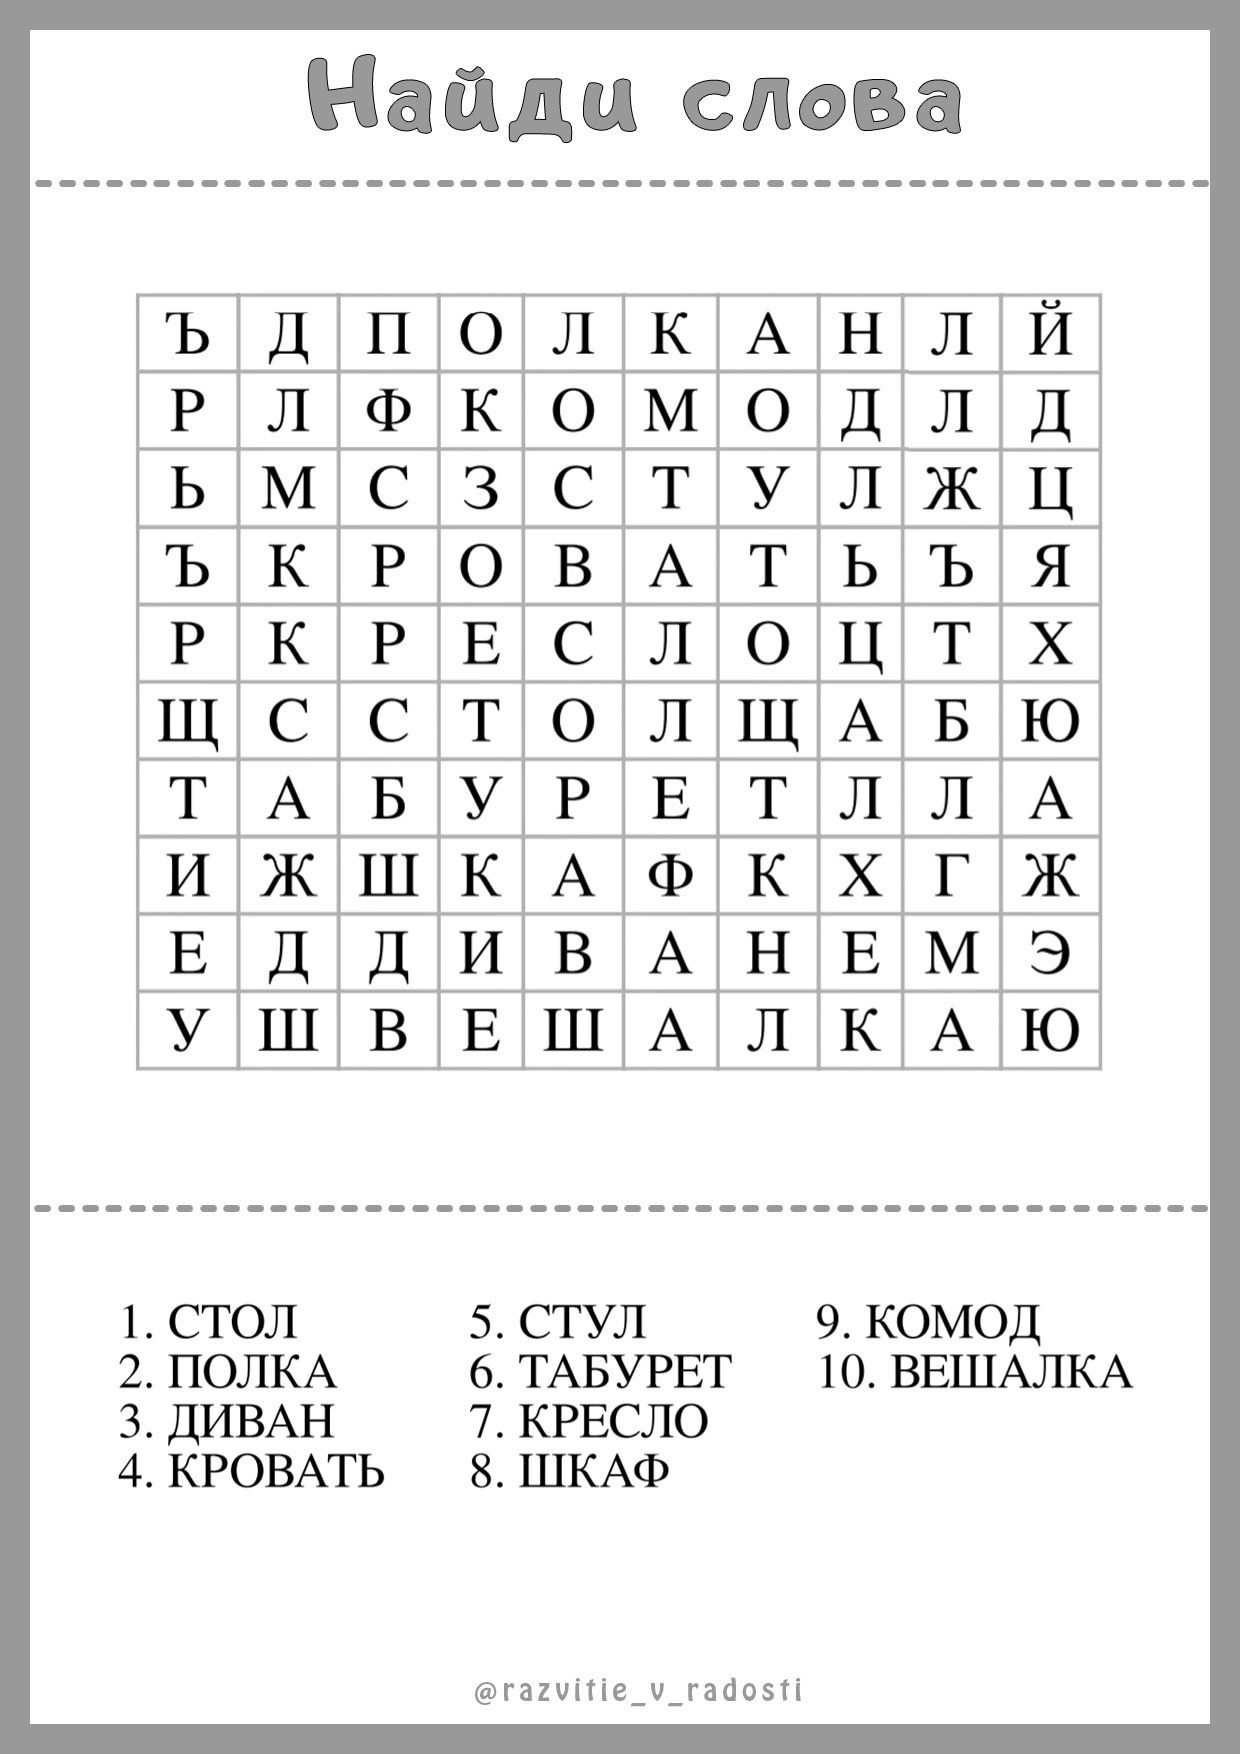 Найди слова
Ъ Д П О Л К А Н Л Й
Р Л Ф К О М О Д Л Д
Ь М С З С Т У Л Ж Ц
Ъ К Р О В А Т Ь Ъ Я
Р К Р Е С Л О Ц Т Х
Щ С С Т О Л Щ А Б Ю
Т А Б У Р Е Т Л Л А
И Ж Ш К А Ф К Х Г Ж
Е Д Д И В А Н Е М Э
У Ш В Е Ш А Л К А Ю
1. СТОЛ
2. ПОЛКА
3. ДИВАН
4. КРОВАТЬ
5. СТУЛ
6. ТАБУРЕТ
7. КРЕСЛО
8. ШКАФ
9. КОМОД
10. ВЕШАЛКА
@razvitie_v_radosti